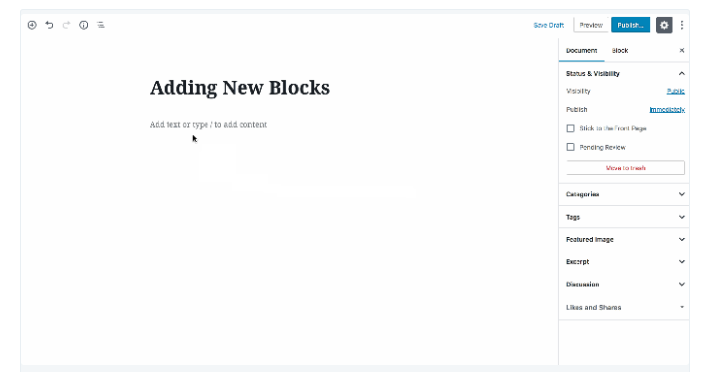 Save Draft Preview Publish...
Document Block
Adding New Blocks
Add text or type / to add content
Status & Visibility
Visibility Public
Publish Immediately
Stick to the Front Page
Pending Review
Move to trash
Categories
Tags
Featured Image
Excerpt
Discussion
Likes and Shares